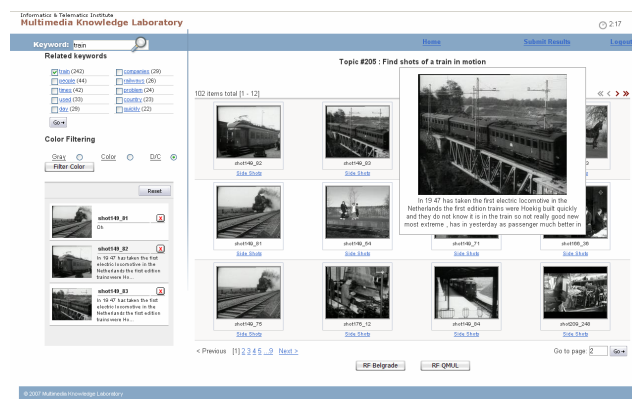 Informatics & Telematics Institute
Multimedia Knowledge Laboratory
2:17
Keyword: train
Home
Submit Results
Logout
Related keywords
train (242)
companies (29)
people (44)
railways (26)
times (42)
problem (24)
used (33)
country (23)
day (29)
quickly (22)
Go
Color Filtering
Gray
Color
D/C
Filter Color
Reset
shot149_81
X
Oh
shot149_82
X
In 19 47 has taken the first
electric locomotive in the
Netherlands the first edition
trains were Ho...
shot149_83
X
In 19 47 has taken the first
electric locomotive in the
Netherlands the first edition
trains were Ho...
Topic #205 : Find shots of a train in motion
102 items total [1 - 12]
<< < > >>
shot149_82
shot149_83
3
Side Shots
Side Shots
In 19 47 has taken the first electric locomotive in the
Netherlands the first edition trains were Hoekig built quickly
and they do not know it is in the train so not really good new
most extreme , has in yesterday as passenger much better in
shot149_81
shot149_54
shot149_71
shot168_36
Side Shots
Side Shots
Side Shots
Side Shots
shot149_75
shot176_12
shot149_84
shot209_248
Side Shots
Side Shots
Side Shots
Side Shots
< Previous [1] 2 3 4 5 ..9 Next >
Go to page: 2 Go
RF Belgrade
RF QMUL
© 2007 Multimedia Knowledge Laboratory